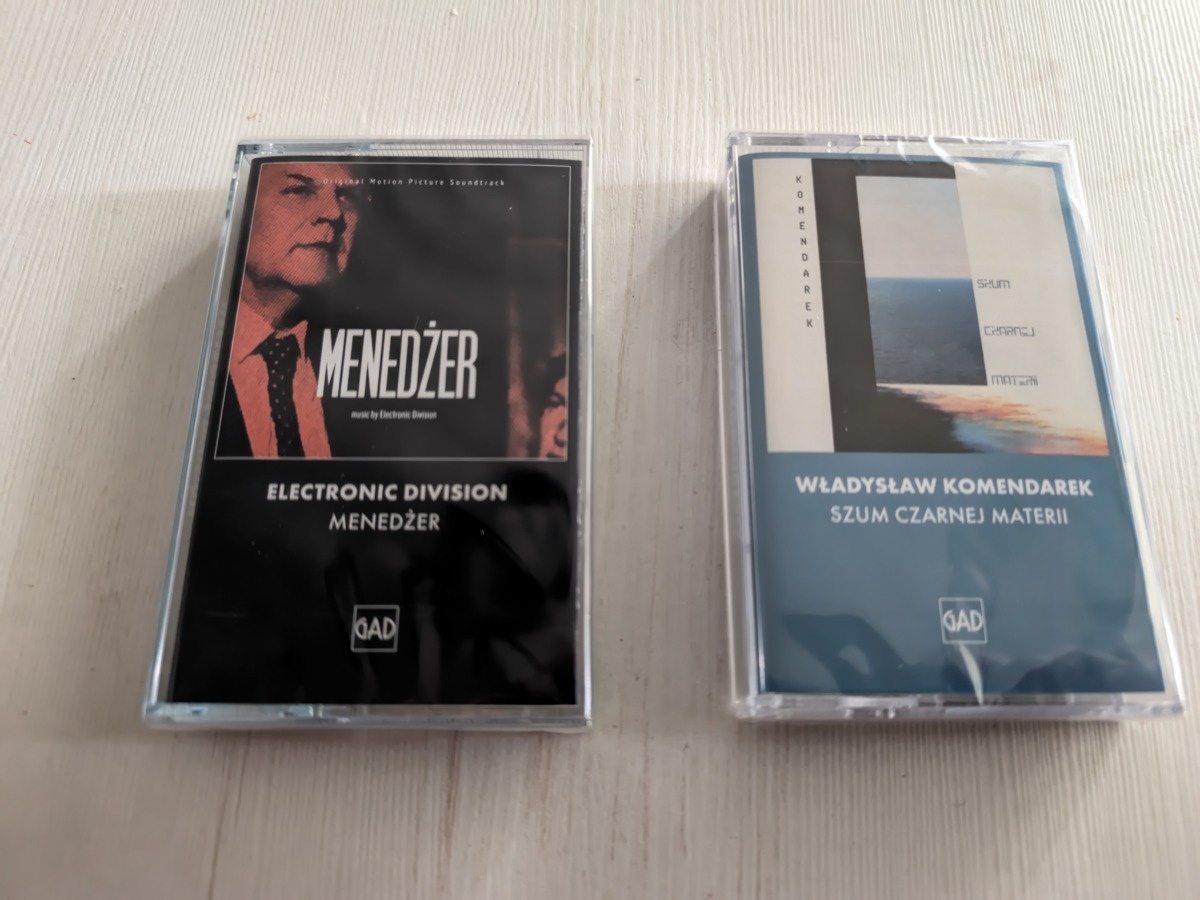 Original Motion Picture Soundtrack
MENEDŻER
music by Electronic Division
ELECTRONIC DIVISION
MENEDŻER
GAD
KOMENDAREK
SZUM
CZARNEJ
MATERII
WŁADYSŁAW KOMENDAREK
SZUM CZARNEJ MATERII
GAD